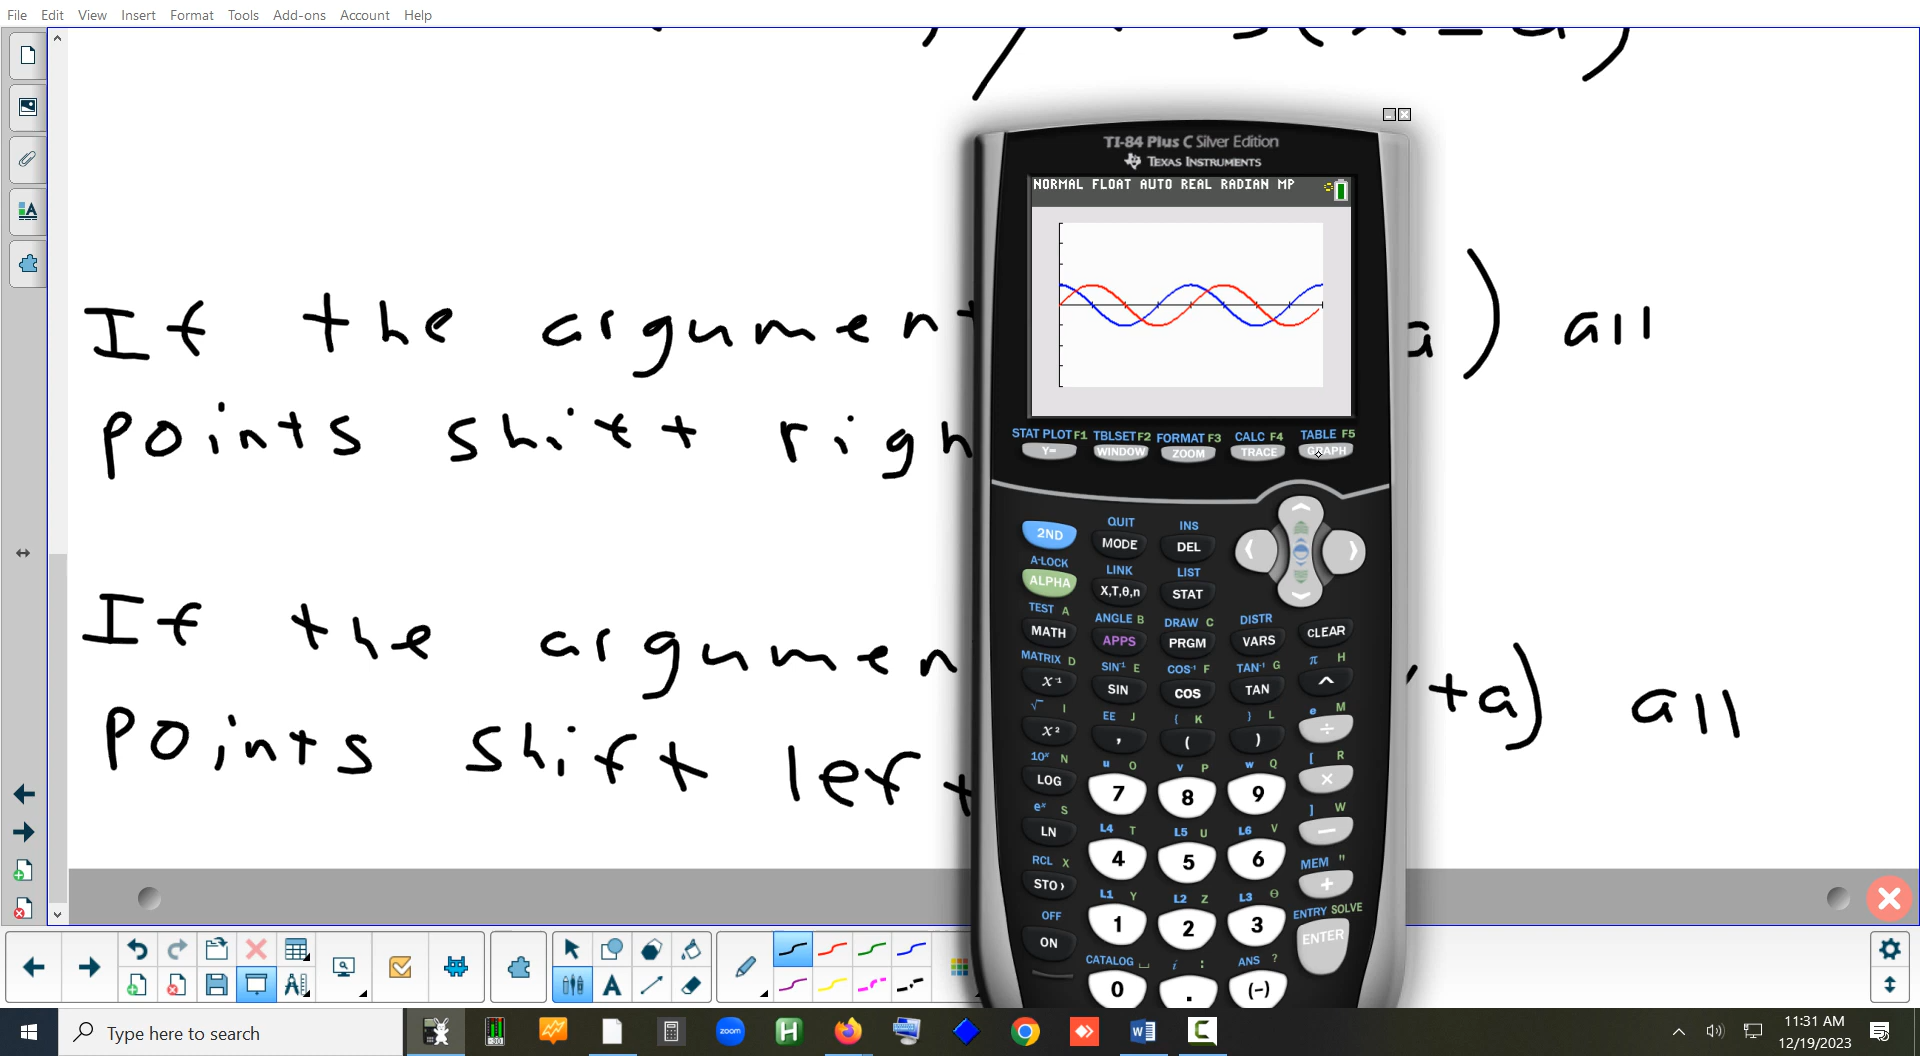 File Edit View Insert Format Tools Add-ons Account Help
TI-84 Plus C Silver Edition
TEXAS INSTRUMENTS
NORMAL FLOAT AUTO REAL RADIAN MP
If the argumen a) all
points shift righ
If the argumen +a) all
points shift left
STAT PLOT F1 TBLSET F2 FORMAT F3 CALC F4 TABLE F5
Y= WINDOW ZOOM TRACE GRAPH
QUIT INS
2ND MODE DEL
A-LOCK LINK LIST
ALPHA X,T,θ,n STAT
TEST A ANGLE B DRAW C DISTR
MATH APPS PRGM VARS CLEAR
MATRIX D SIN⁻¹ E COS⁻¹ F TAN⁻¹ G π H
X⁻¹ SIN COS TAN ^
√ I EE J { K } L e M
X² , ( ) ÷
10ˣ N u O v P w Q [ R
LOG 7 8 9 ×
eˣ S L4 T L5 U L6 V ] W
LN 4 5 6 −
RCL X L1 Y L2 Z L3 θ MEM "
STO› 1 2 3 +
OFF CATALOG i : ANS ? ENTRY SOLVE
ON 0 . (−) ENTER
Type here to search
zoom
11:31 AM
12/19/2023